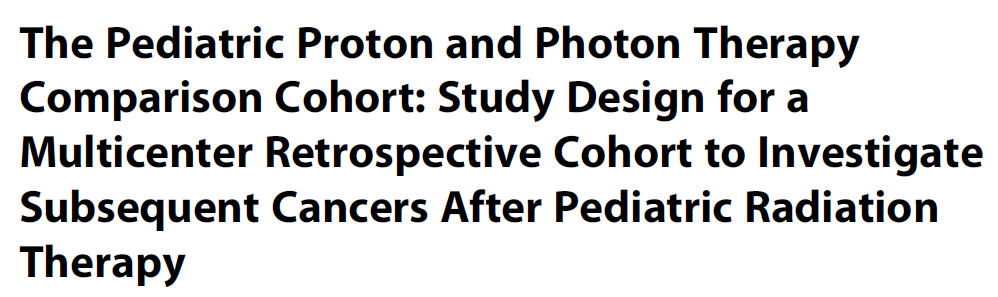 The Pediatric Proton and Photon Therapy
Comparison Cohort: Study Design for a
Multicenter Retrospective Cohort to Investigate
Subsequent Cancers After Pediatric Radiation
Therapy